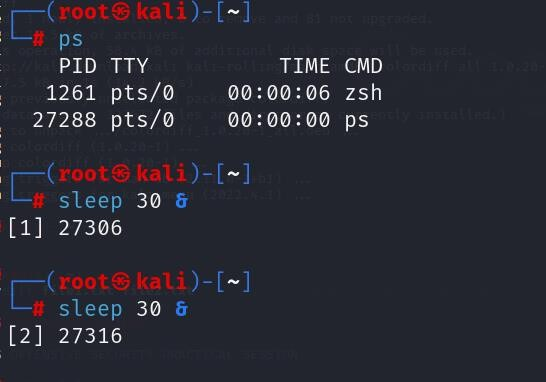 ┌──(root㉿kali)-[~]
└─# ps
PID TTY TIME CMD
1261 pts/0 00:00:06 zsh
27288 pts/0 00:00:00 ps
┌──(root㉿kali)-[~]
└─# sleep 30 &
[1] 27306
┌──(root㉿kali)-[~]
└─# sleep 30 &
[2] 27316